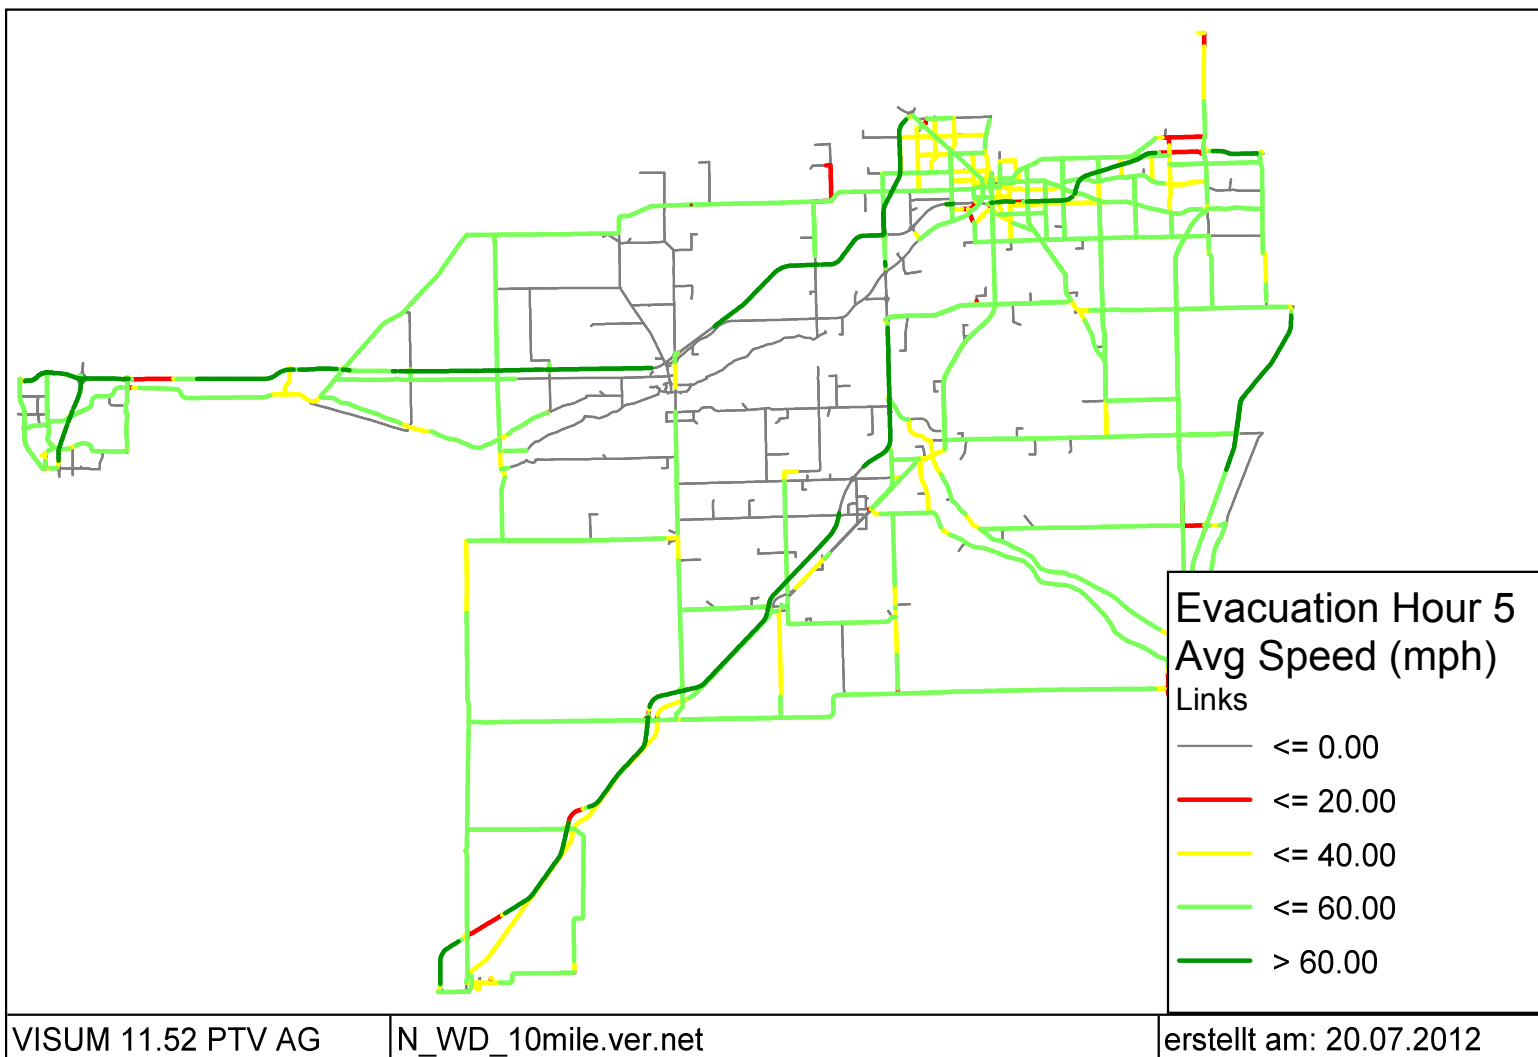 Evacuation Hour 5
Avg Speed (mph)
Links
<= 0.00
<= 20.00
<= 40.00
<= 60.00
> 60.00
VISUM 11.52 PTV AG
N_WD_10mile.ver.net
erstellt am: 20.07.2012